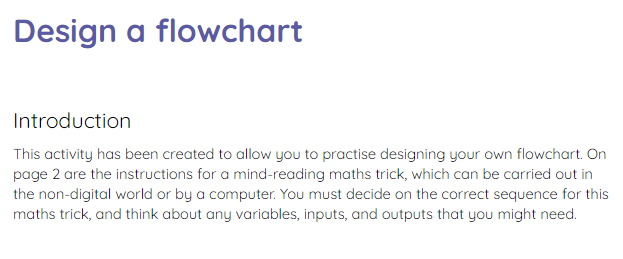 Design a flowchart
Introduction
This activity has been created to allow you to practise designing your own flowchart. On
page 2 are the instructions for a mind-reading maths trick, which can be carried out in
the non-digital world or by a computer. You must decide on the correct sequence for this
maths trick, and think about any variables, inputs, and outputs that you might need.